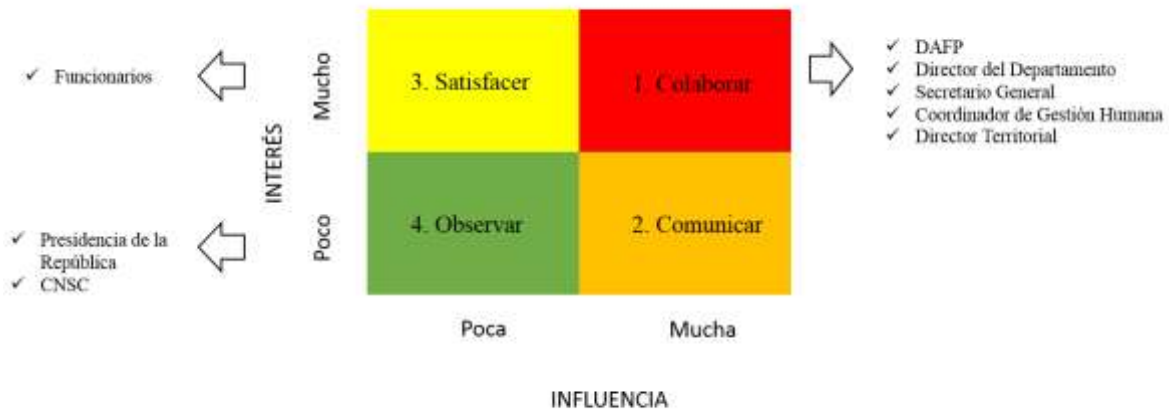 ✓ Funcionarios
✓ Presidencia de la
República
✓ CNSC
INTERÉS
Mucho
Poco
3. Satisfacer
1. Colaborar
4. Observar
2. Comunicar
Poca
Mucha
INFLUENCIA
✓ DAFP
✓ Director del Departamento
✓ Secretario General
✓ Coordinador de Gestión Humana
✓ Director Territorial